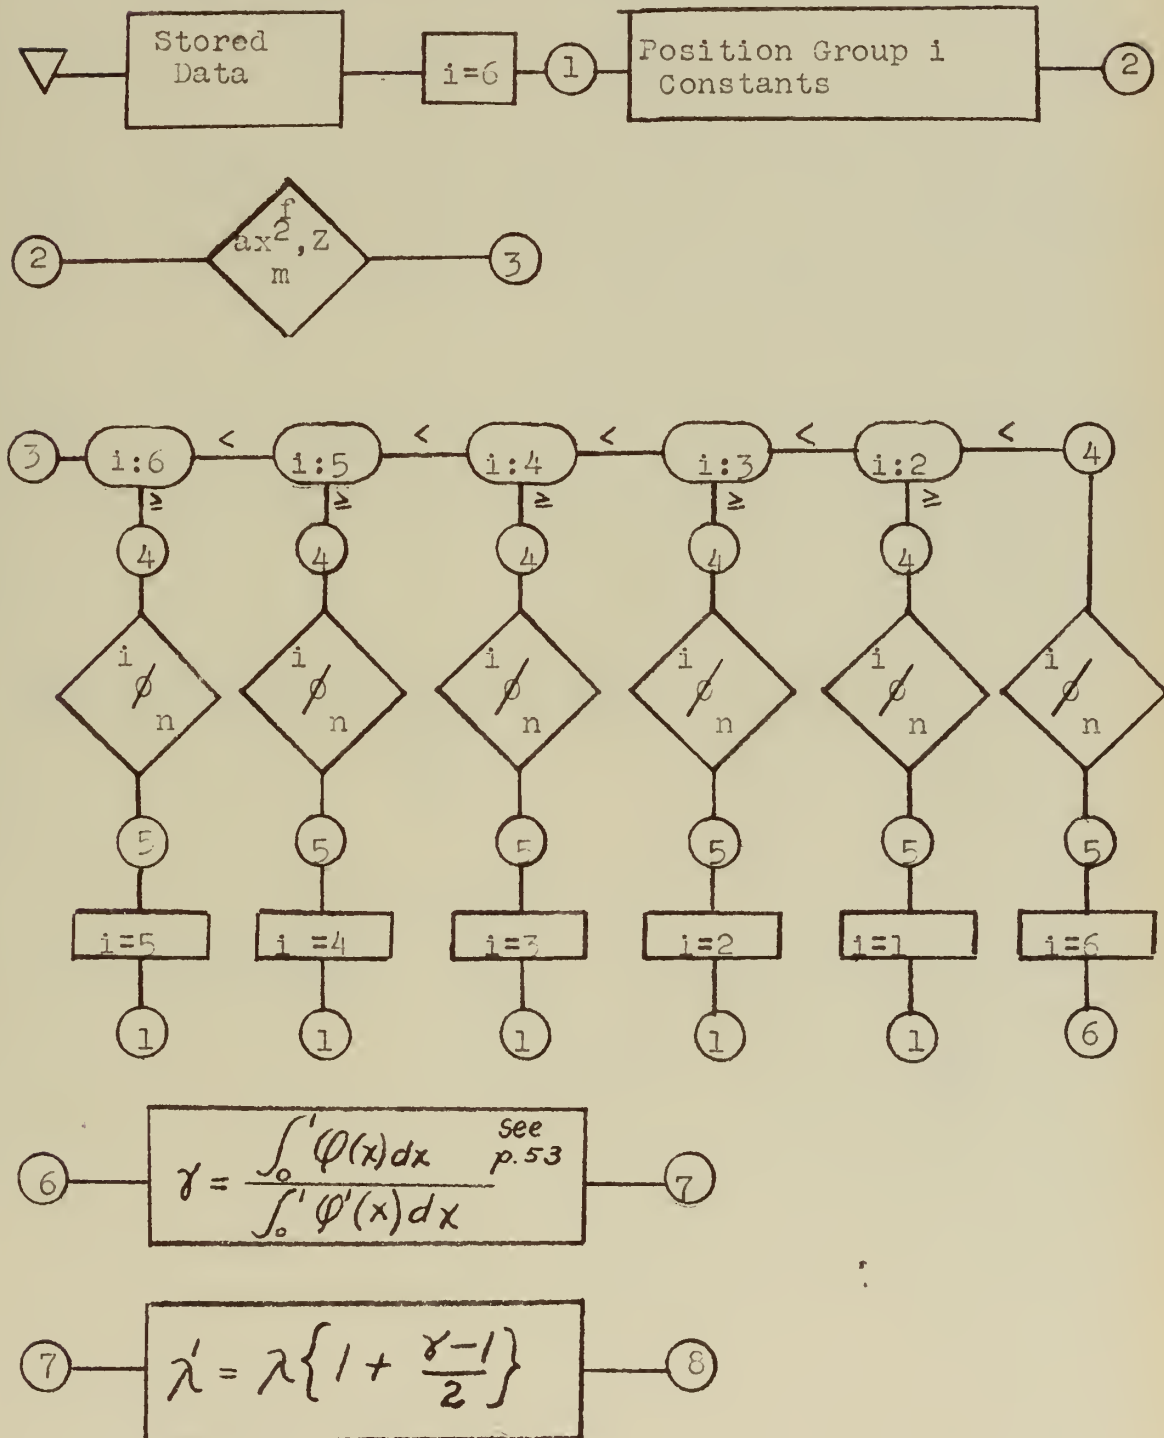 Stored
Data
i=6
1
Position Group i
Constants
2
2
f
ax², Z
m
3
3
i:6
<
i:5
<
i:4
<
i:3
<
i:2
<
4
≥
≥
≥
≥
≥
4
4
4
4
4
i
ø
n
i
ø
n
i
ø
n
i
ø
n
i
ø
n
i
ø
n
5
5
5
5
5
5
i=5
i =4
i=3
i=2
i=1
i=6
1
1
1
1
1
6
6
γ = ∫₀¹ φ(x)dx / ∫₀¹ φ'(x)dx
see
p.53
7
7
λ' = λ{1 + (γ-1)/2}
8